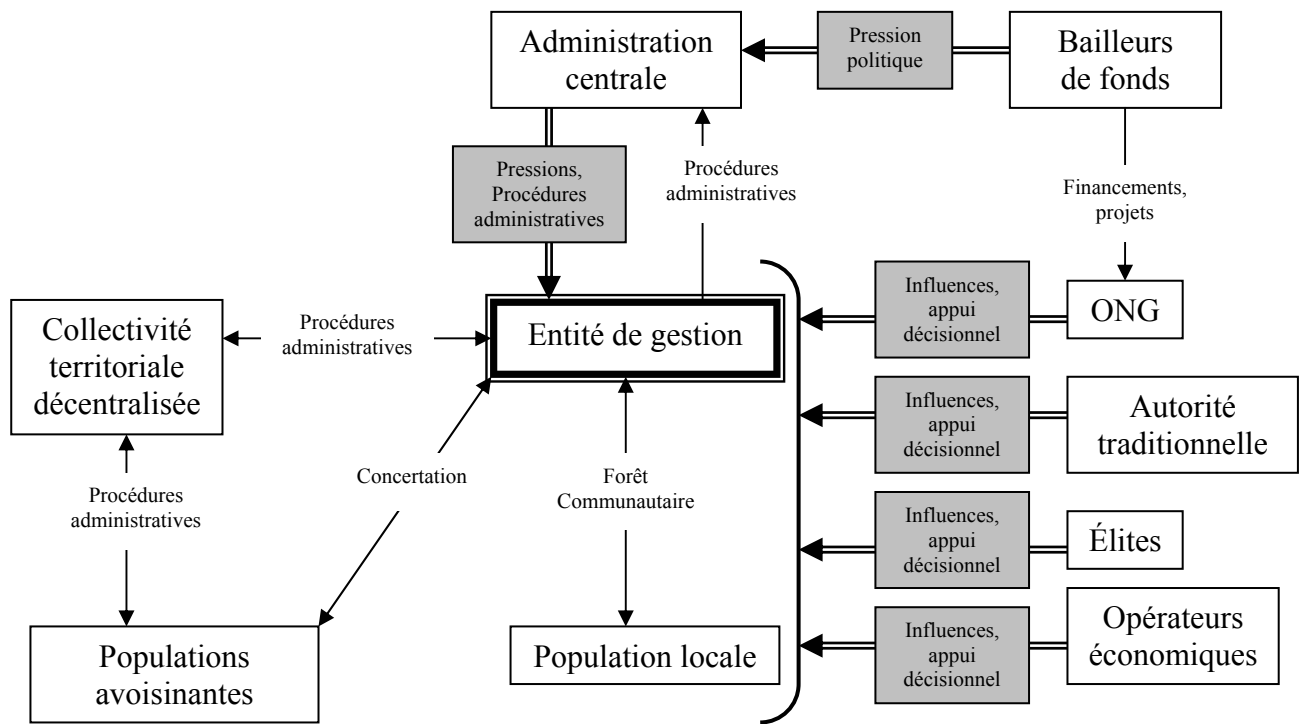 Administration
centrale
Pression
politique
Bailleurs
de fonds
Pressions,
Procédures
administratives
Procédures
administratives
Financements,
projets
Collectivité
territoriale
décentralisée
Procédures
administratives
Entité de gestion
Influences,
appui
décisionnel
ONG
Influences,
appui
décisionnel
Autorité
traditionnelle
Procédures
administratives
Concertation
Forêt
Communautaire
Influences,
appui
décisionnel
Élites
Populations
avoisinantes
Population locale
Influences,
appui
décisionnel
Opérateurs
économiques